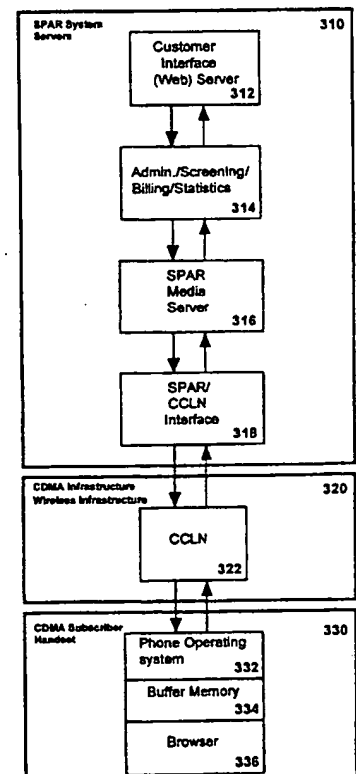 SPAR System
Servers
310
Customer
Interface
(Web) Server
312
Admin./Screening/
Billing/Statistics
314
SPAR
Media
Server
316
SPAR/
CCLN
Interface
318
CDMA Infrastructure
Wireless Infrastructure
320
CCLN
322
CDMA Subscriber
Handset
330
Phone Operating
system
332
Buffer Memory
334
Browser
336